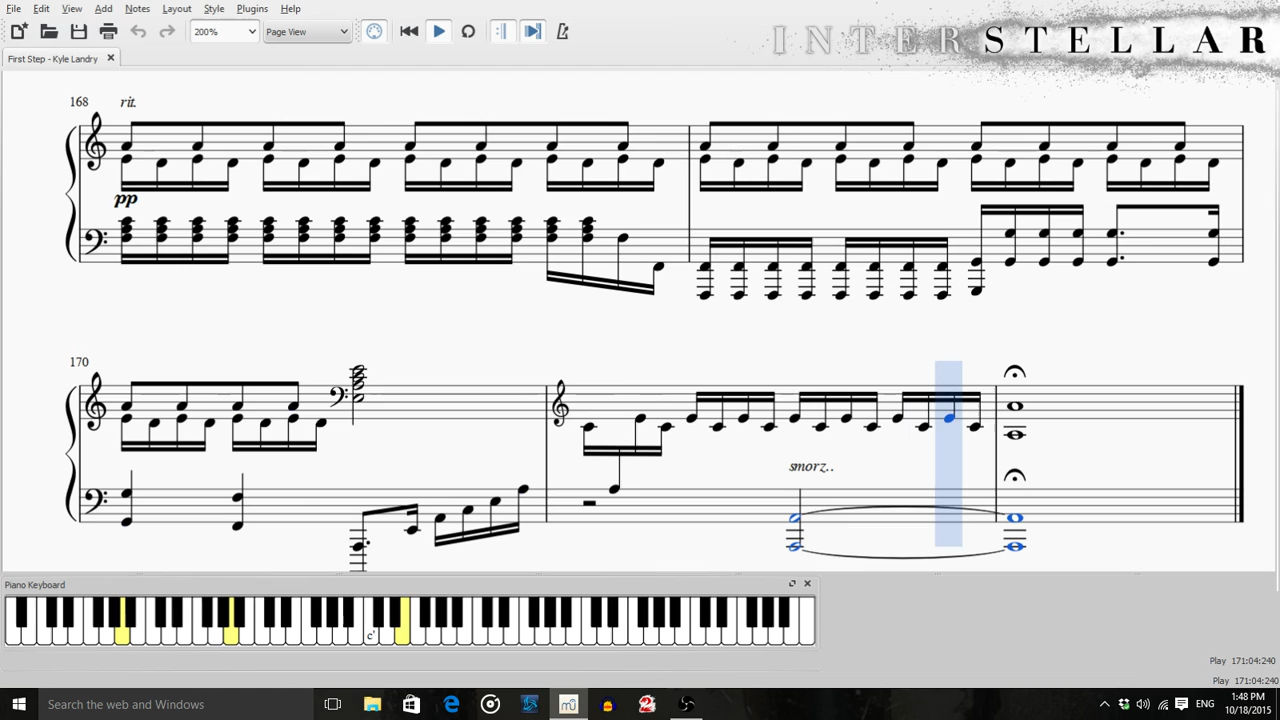 File Edit View Add Notes Layout Style Plugins Help
200% Page View
INTERSTELLAR
First Step - Kyle Landry
168 rit.
pp
170
smorz..
Piano Keyboard
c'
Play 171:04:240
Play 171:04:240
Search the web and Windows
ENG
1:48 PM
10/18/2015